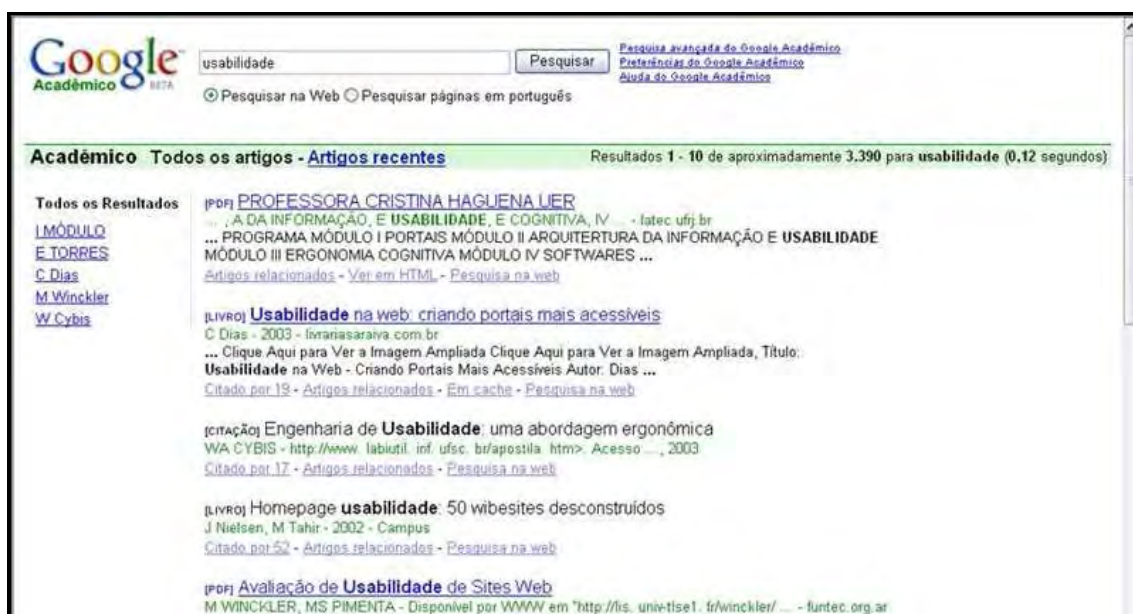 Google
Acadêmico BETA
usabilidade
Pesquisar
Pesquisa avançada do Google Acadêmico
Preferências do Google Acadêmico
Ajuda do Google Acadêmico
Pesquisar na Web Pesquisar páginas em português
Acadêmico Todos os artigos - Artigos recentes
Resultados 1 - 10 de aproximadamente 3.390 para usabilidade (0,12 segundos)
Todos os Resultados
I MÓDULO
E TORRES
C Dias
M Winckler
W Cybis
[PDF] PROFESSORA CRISTINA HAGUENA UER
... , A DA INFORMAÇÃO, E USABILIDADE, E COGNITIVA, IV ... - latec.ufrj.br
... PROGRAMA MÓDULO I PORTAIS MÓDULO II ARQUITERTURA DA INFORMAÇÃO E USABILIDADE
MÓDULO III ERGONOMIA COGNITIVA MÓDULO IV SOFTWARES ...
Artigos relacionados - Ver em HTML - Pesquisa na web
[LIVRO] Usabilidade na web: criando portais mais acessíveis
C Dias - 2003 - livrariasaraiva.com.br
... Clique Aqui para Ver a Imagem Ampliada Clique Aqui para Ver a Imagem Ampliada, Título:
Usabilidade na Web - Criando Portais Mais Acessíveis Autor: Dias ...
Citado por 19 - Artigos relacionados - Em cache - Pesquisa na web
[CITAÇÃO] Engenharia de Usabilidade: uma abordagem ergonômica
WA CYBIS - http://www. labiutil. inf. ufsc. br/apostila. htm>. Acesso ..., 2003
Citado por 17 - Artigos relacionados - Pesquisa na web
[LIVRO] Homepage usabilidade: 50 wibesites desconstruídos
J Nielsen, M Tahir - 2002 - Campus
Citado por 52 - Artigos relacionados - Pesquisa na web
[PDF] Avaliação de Usabilidade de Sites Web
M WINCKLER, MS PIMENTA - Disponível por WWW em "http://lis. univ-tlse1. fr/winckler/ ... - funtec.org.ar